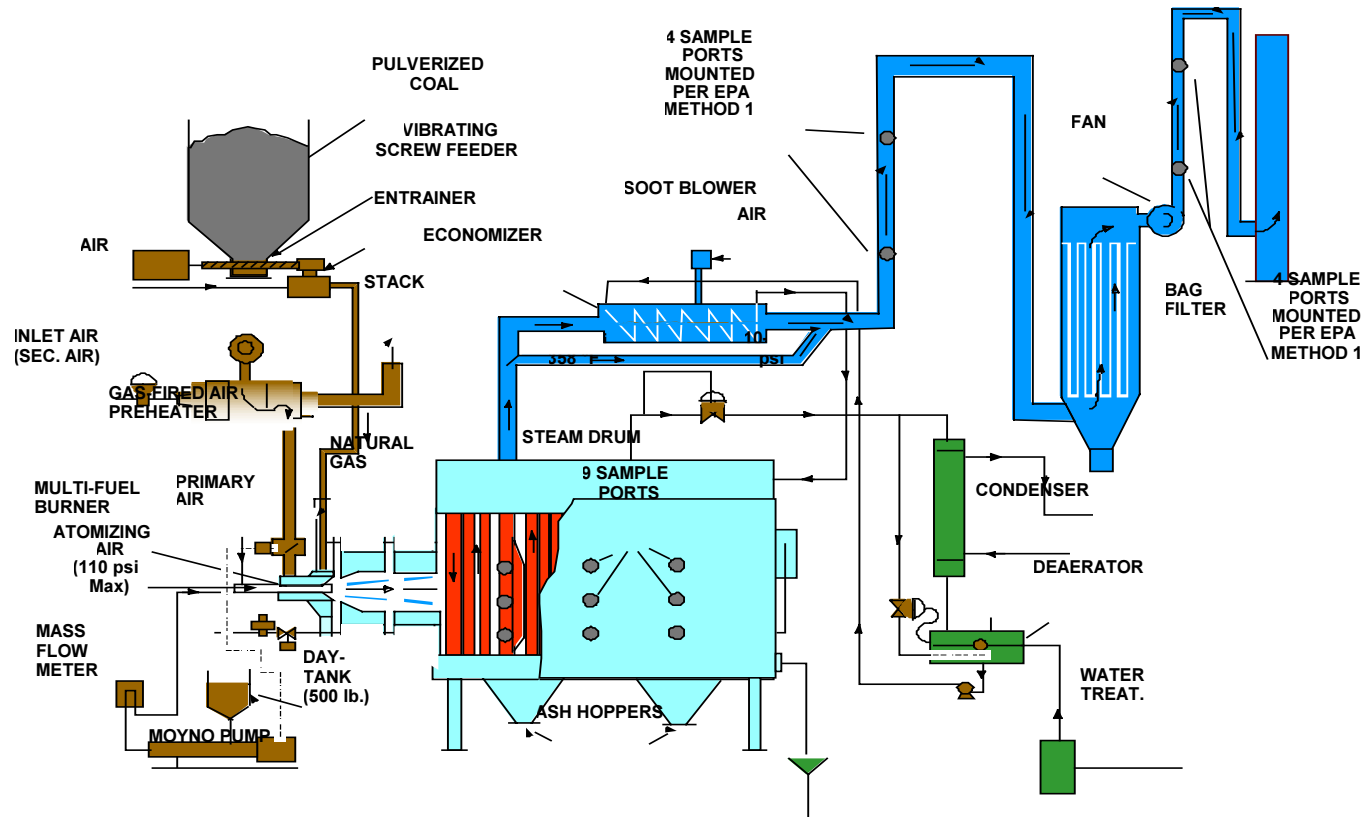 4 SAMPLE
PORTS
MOUNTED
PER EPA
METHOD 1
PULVERIZED
COAL
VIBRATING
SCREW FEEDER
FAN
SOOT BLOWER
AIR
ENTRAINER
ECONOMIZER
AIR
STACK
BAG
FILTER
4 SAMPLE
PORTS
MOUNTED
PER EPA
METHOD 1
INLET AIR
(SEC. AIR)
10
358 F
psi
GAS-FIRED AIR
PREHEATER
NATURAL
GAS
STEAM DRUM
9 SAMPLE
PORTS
PRIMARY
AIR
MULTI-FUEL
BURNER
CONDENSER
ATOMIZING
AIR
(110 psi
Max)
DEAERATOR
MASS
FLOW
METER
DAY-
TANK
(500 lb.)
WATER
TREAT.
ASH HOPPERS
MOYNO PUMP